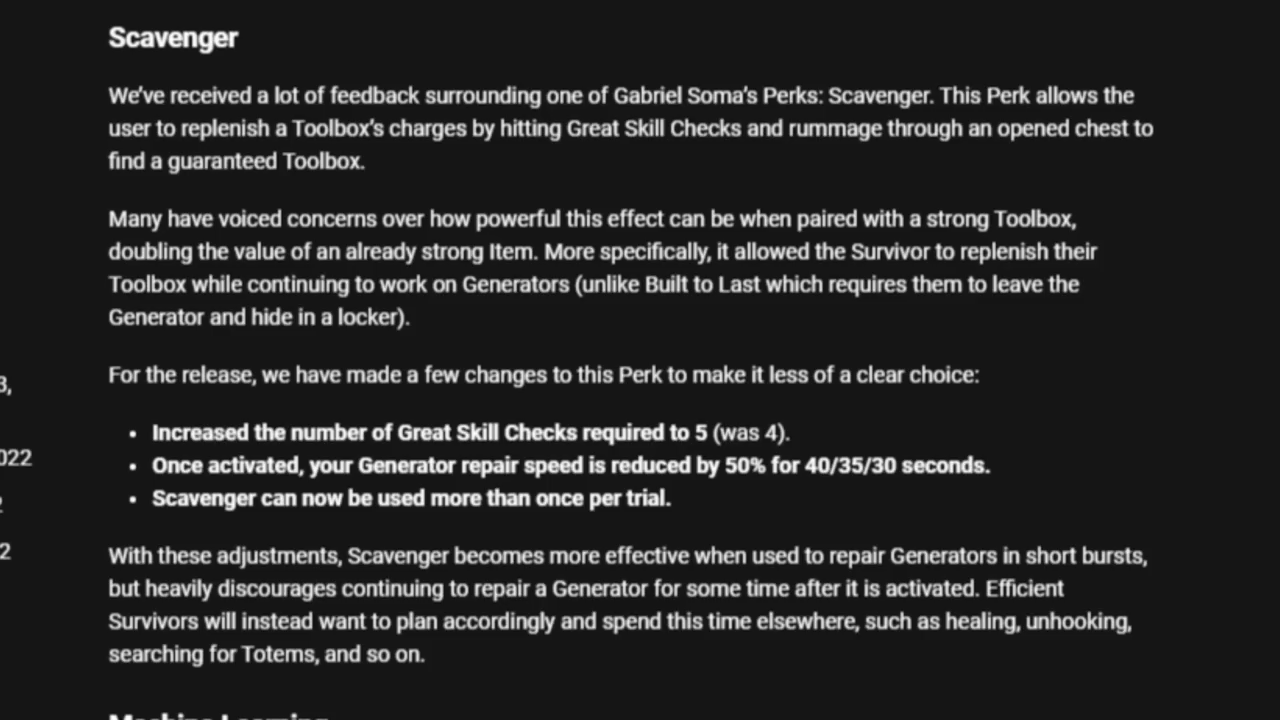 Scavenger
We've received a lot of feedback surrounding one of Gabriel Soma's Perks: Scavenger. This Perk allows the
user to replenish a Toolbox's charges by hitting Great Skill Checks and rummage through an opened chest to
find a guaranteed Toolbox.
Many have voiced concerns over how powerful this effect can be when paired with a strong Toolbox,
doubling the value of an already strong Item. More specifically, it allowed the Survivor to replenish their
Toolbox while continuing to work on Generators (unlike Built to Last which requires them to leave the
Generator and hide in a locker).
3,
For the release, we have made a few changes to this Perk to make it less of a clear choice:
• Increased the number of Great Skill Checks required to 5 (was 4).
022
• Once activated, your Generator repair speed is reduced by 50% for 40/35/30 seconds.
• Scavenger can now be used more than once per trial.
2
With these adjustments, Scavenger becomes more effective when used to repair Generators in short bursts,
but heavily discourages continuing to repair a Generator for some time after it is activated. Efficient
Survivors will instead want to plan accordingly and spend this time elsewhere, such as healing, unhooking,
searching for Totems, and so on.
Machine Learning